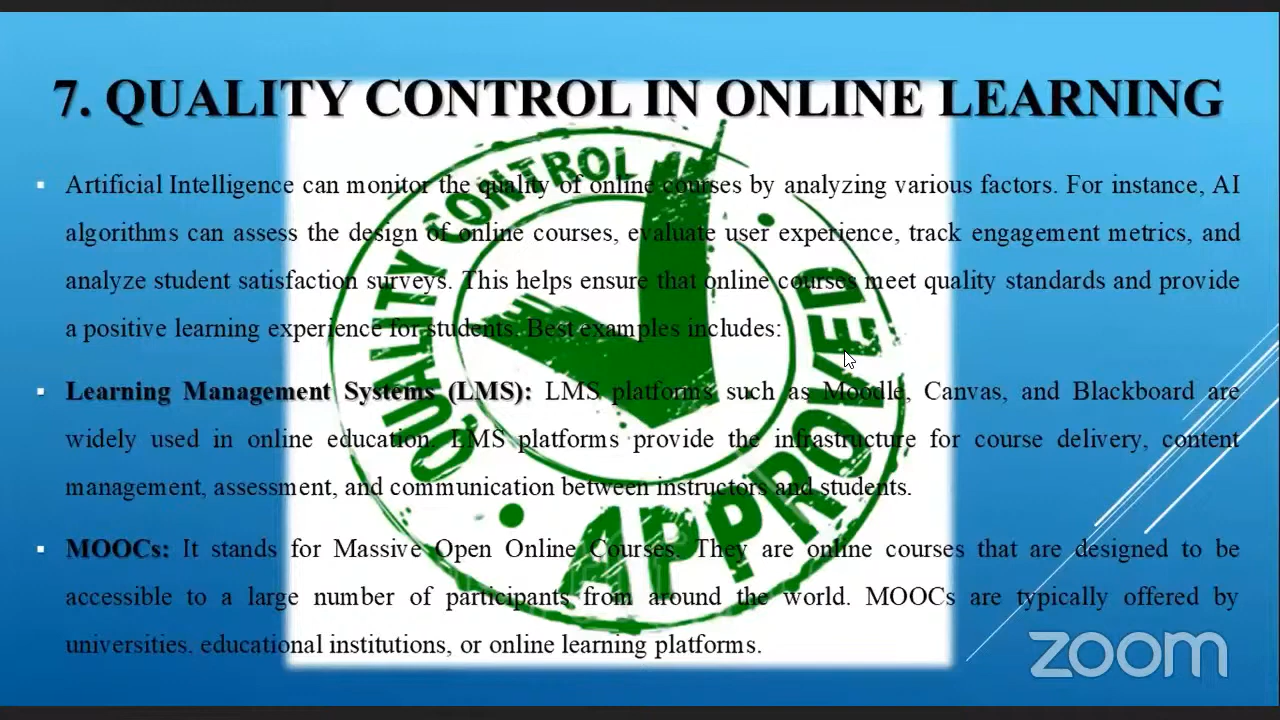 7. QUALITY CONTROL IN ONLINE LEARNING
Artificial Intelligence can monitor the quality of online courses by analyzing various factors. For instance, AI
algorithms can assess the design of online courses, evaluate user experience, track engagement metrics, and
analyze student satisfaction surveys. This helps ensure that online courses meet quality standards and provide
a positive learning experience for students. Best examples includes:
Learning Management Systems (LMS): LMS platforms such as Moodle, Canvas, and Blackboard are
widely used in online education. LMS platforms provide the infrastructure for course delivery, content
management, assessment, and communication between instructors and students.
MOOCs: It stands for Massive Open Online Courses. They are online courses that are designed to be
accessible to a large number of participants from around the world. MOOCs are typically offered by
universities, educational institutions, or online learning platforms.
QUALITY CONTROL
APPROVED
zoom